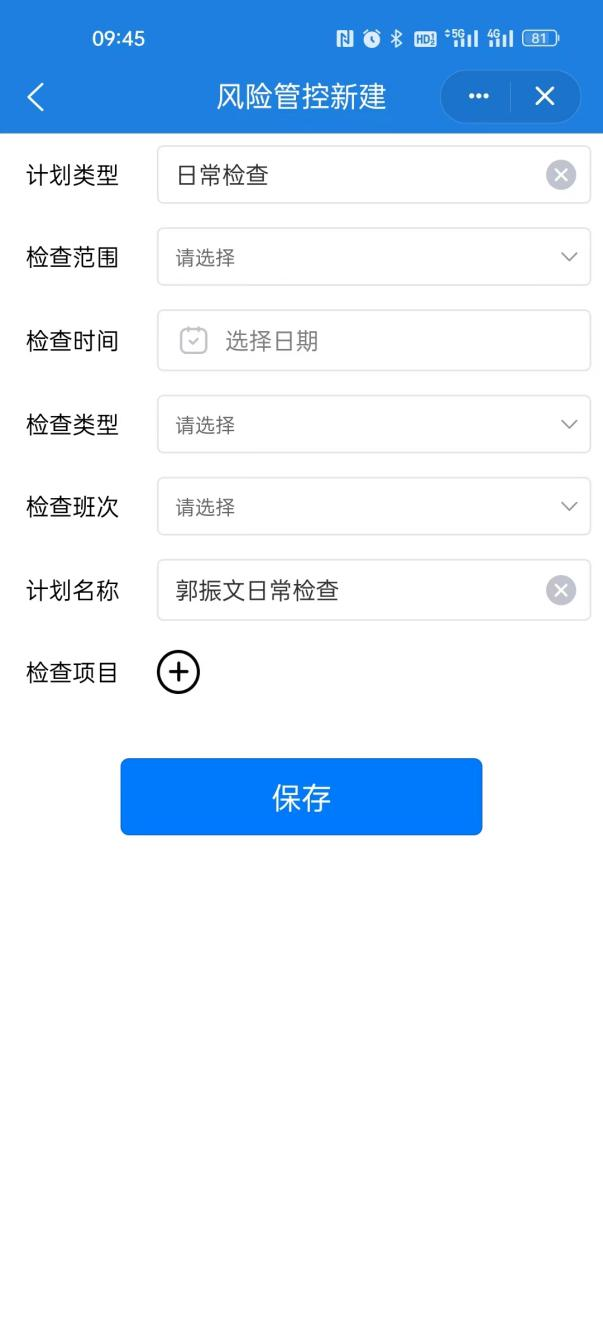 09:45 HD 5G 4G 81
风险管控新建
计划类型 日常检查
检查范围 请选择
检查时间 选择日期
检查类型 请选择
检查班次 请选择
计划名称 郭振文日常检查
检查项目
保存